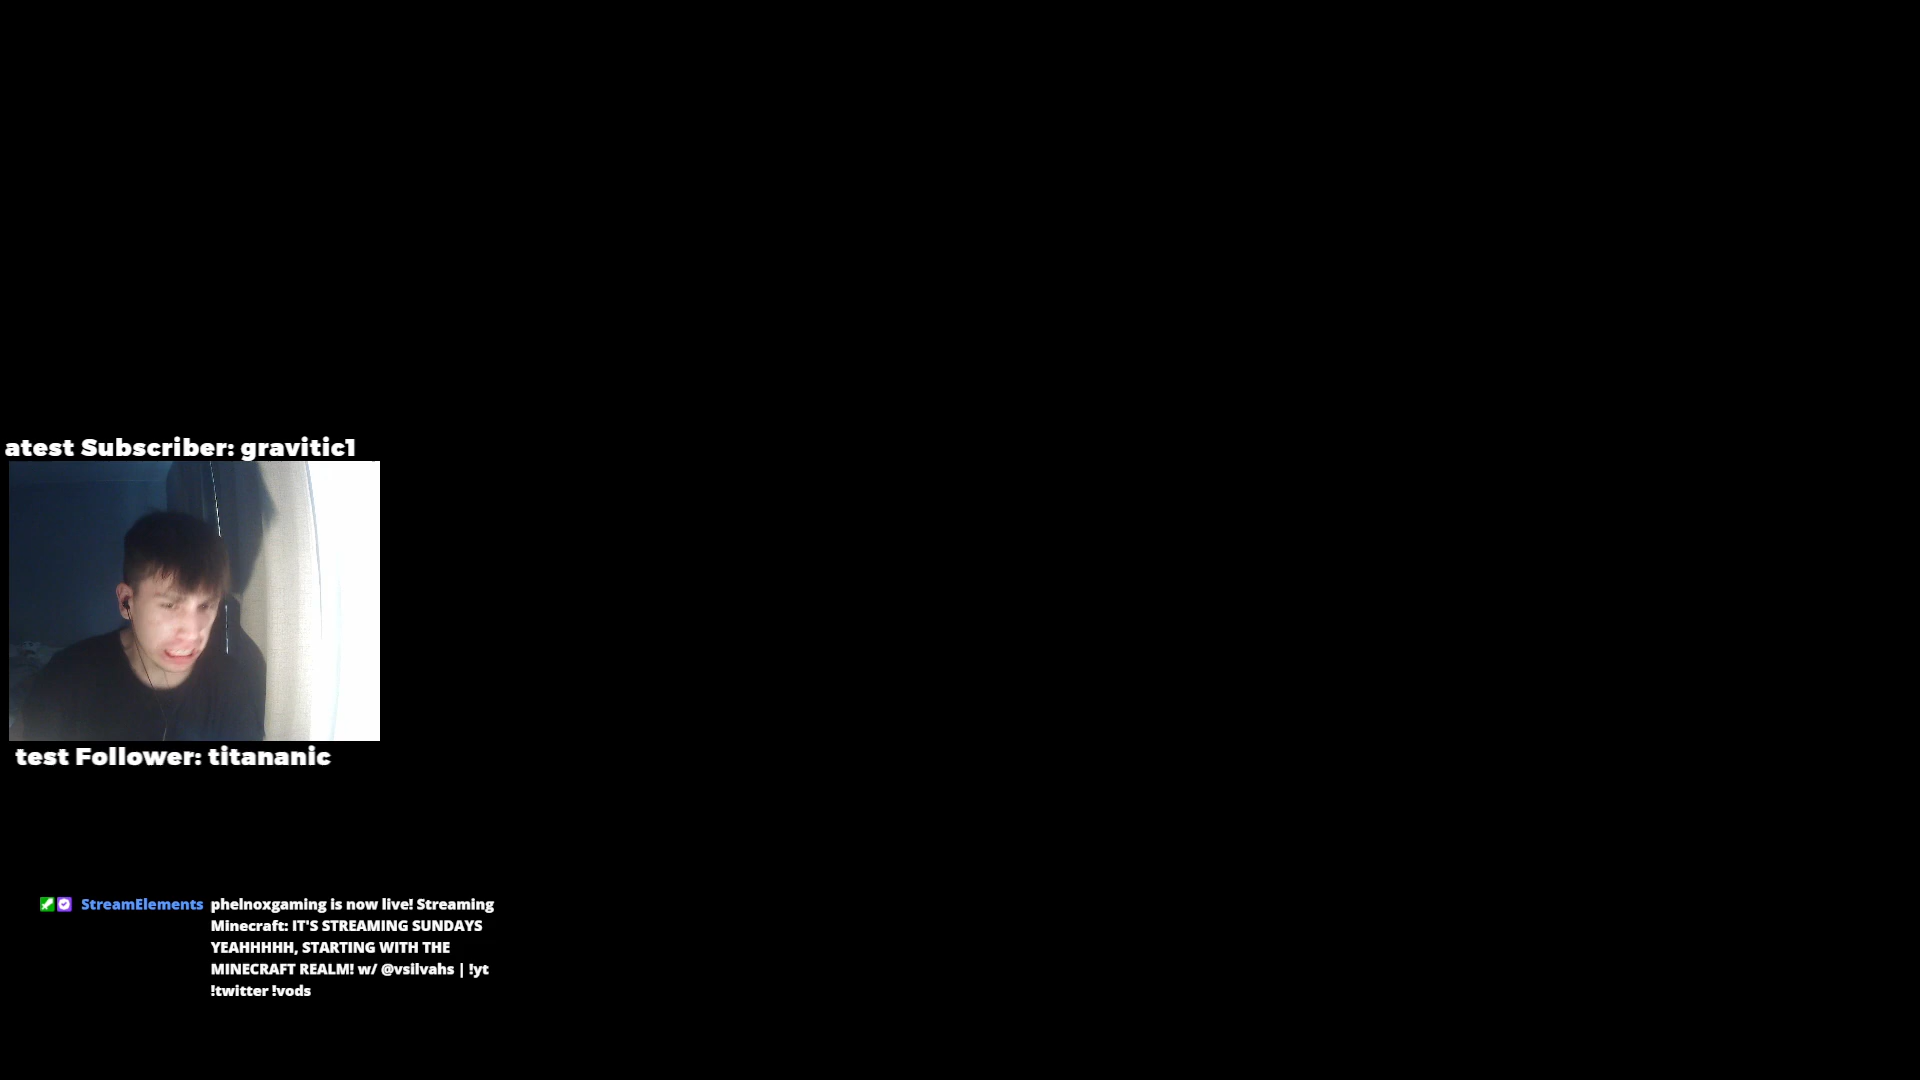 atest Subscriber: gravitic1
test Follower: titananic
StreamElements phelnoxgaming is now live! Streaming
Minecraft: IT'S STREAMING SUNDAYS
YEAHHHHH, STARTING WITH THE
MINECRAFT REALM! w/ @vsilvahs | !yt
!twitter !vods